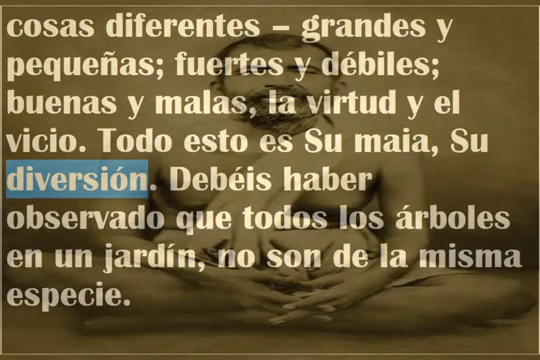 cosas diferentes – grandes y
pequeñas; fuertes y débiles;
buenas y malas, la virtud y el
vicio. Todo esto es Su maia, Su
diversión. Debéis haber
observado que todos los árboles
en un jardín, no son de la misma
especie.